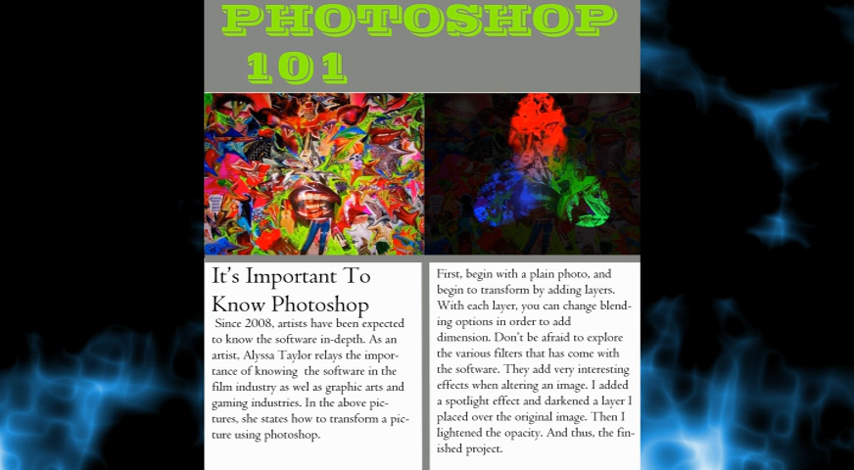 PHOTOSHOP
101
It's Important To
Know Photoshop
Since 2008, artists have been expected
to know the software in-depth. As an
artist, Alyssa Taylor relays the impor-
tance of knowing the software in the
film industry as wel as graphic arts and
gaming industries. In the above pic-
tures, she states how to transform a pic-
ture using photoshop.
First, begin with a plain photo, and
begin to transform by adding layers.
With each layer, you can change blend-
ing options in order to add
dimension. Don't be afraid to explore
the various filters that has come with
the software. They add very interesting
effects when altering an image. I added
a spotlight effect and darkened a layer I
placed over the original image. Then I
lightened the opacity. And thus, the fin-
ished project.